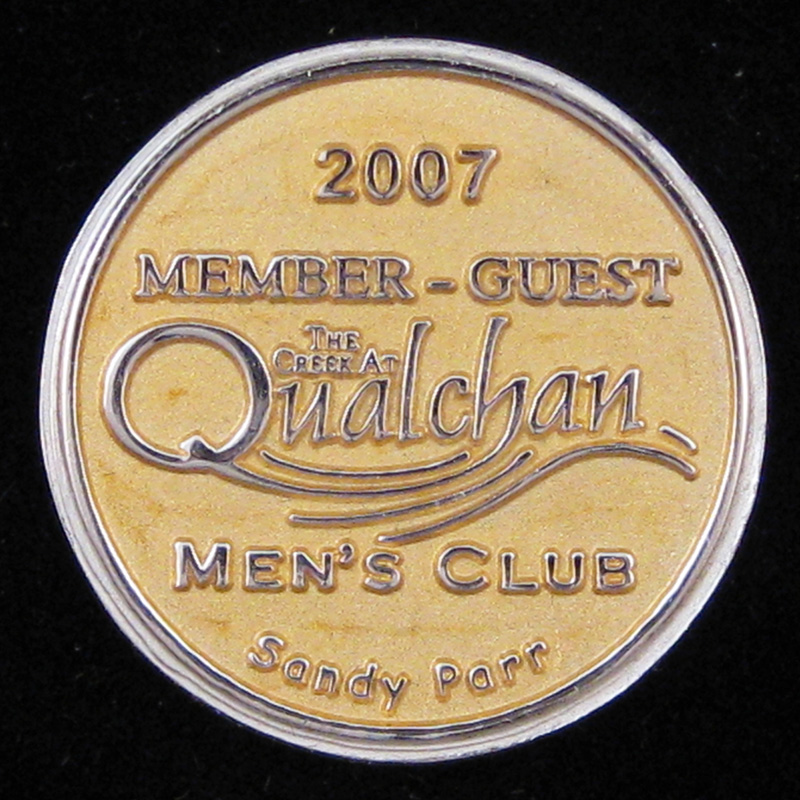 2007
MEMBER - GUEST
THE
CREEK AT
Qualchan
MEN'S CLUB
Sandy Parr